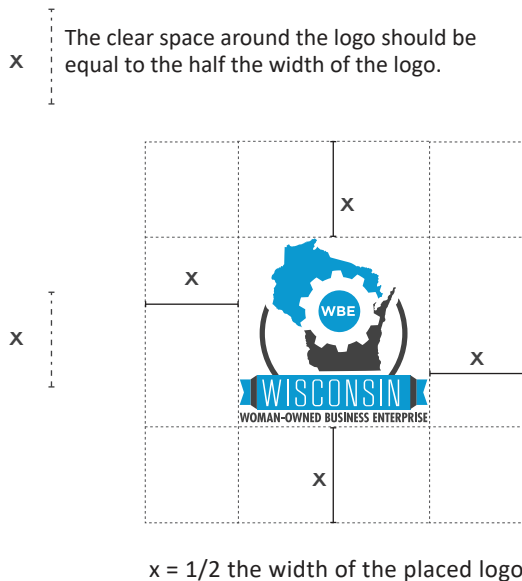 The clear space around the logo should be
x
equal to the half the width of the logo.
x
x
WBE
x
x
WISCONSIN
WOMAN-OWNED BUSINESS ENTERPRISE
x
x = 1/2 the width of the placed logo